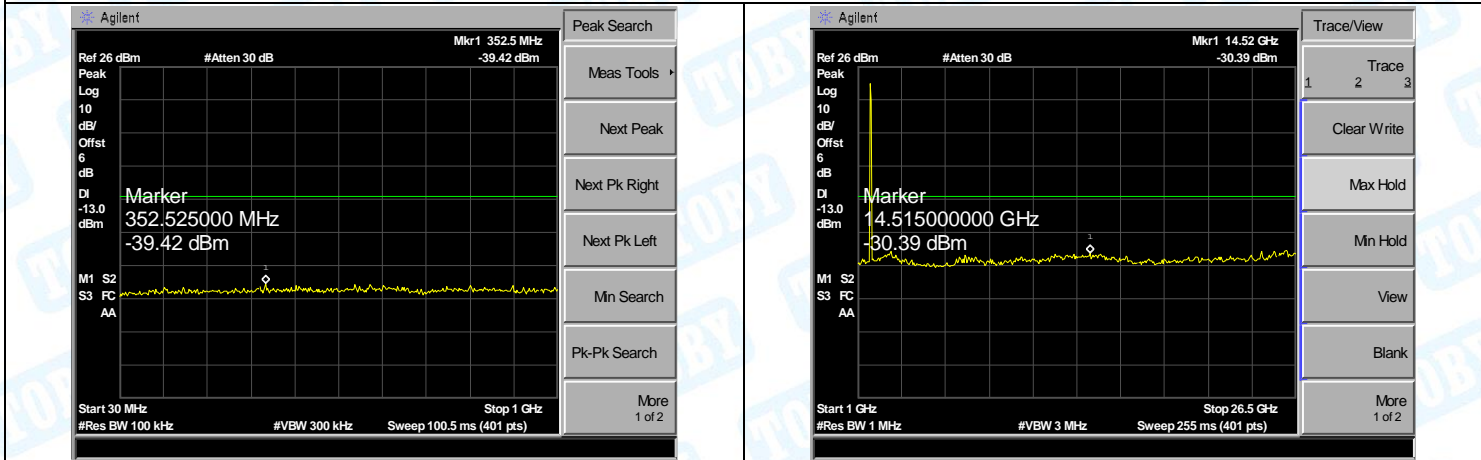 Agilent
Peak Search
Mkr1 352.5 MHz
Ref 26 dBm #Atten 30 dB -39.42 dBm
Peak
Log
10
dB/
Offst
6
dB
DI
-13.0
dBm
Marker
352.525000 MHz
-39.42 dBm
1
M1 S2
S3 FC
AA
Start 30 MHz Stop 1 GHz
#Res BW 100 kHz #VBW 300 kHz Sweep 100.5 ms (401 pts)
Meas Tools
Next Peak
Next Pk Right
Next Pk Left
Min Search
Pk-Pk Search
More
1 of 2
Agilent
Trace/View
Mkr1 14.52 GHz
Ref 26 dBm #Atten 30 dB -30.39 dBm
Peak
Log
10
dB/
Offst
6
dB
DI
-13.0
dBm
Marker
14.515000000 GHz
-30.39 dBm
1
M1 S2
S3 FC
AA
Start 1 GHz Stop 26.5 GHz
#Res BW 1 MHz #VBW 3 MHz Sweep 255 ms (401 pts)
Trace
1 2 3
Clear Write
Max Hold
Min Hold
View
Blank
More
1 of 2
TOBY